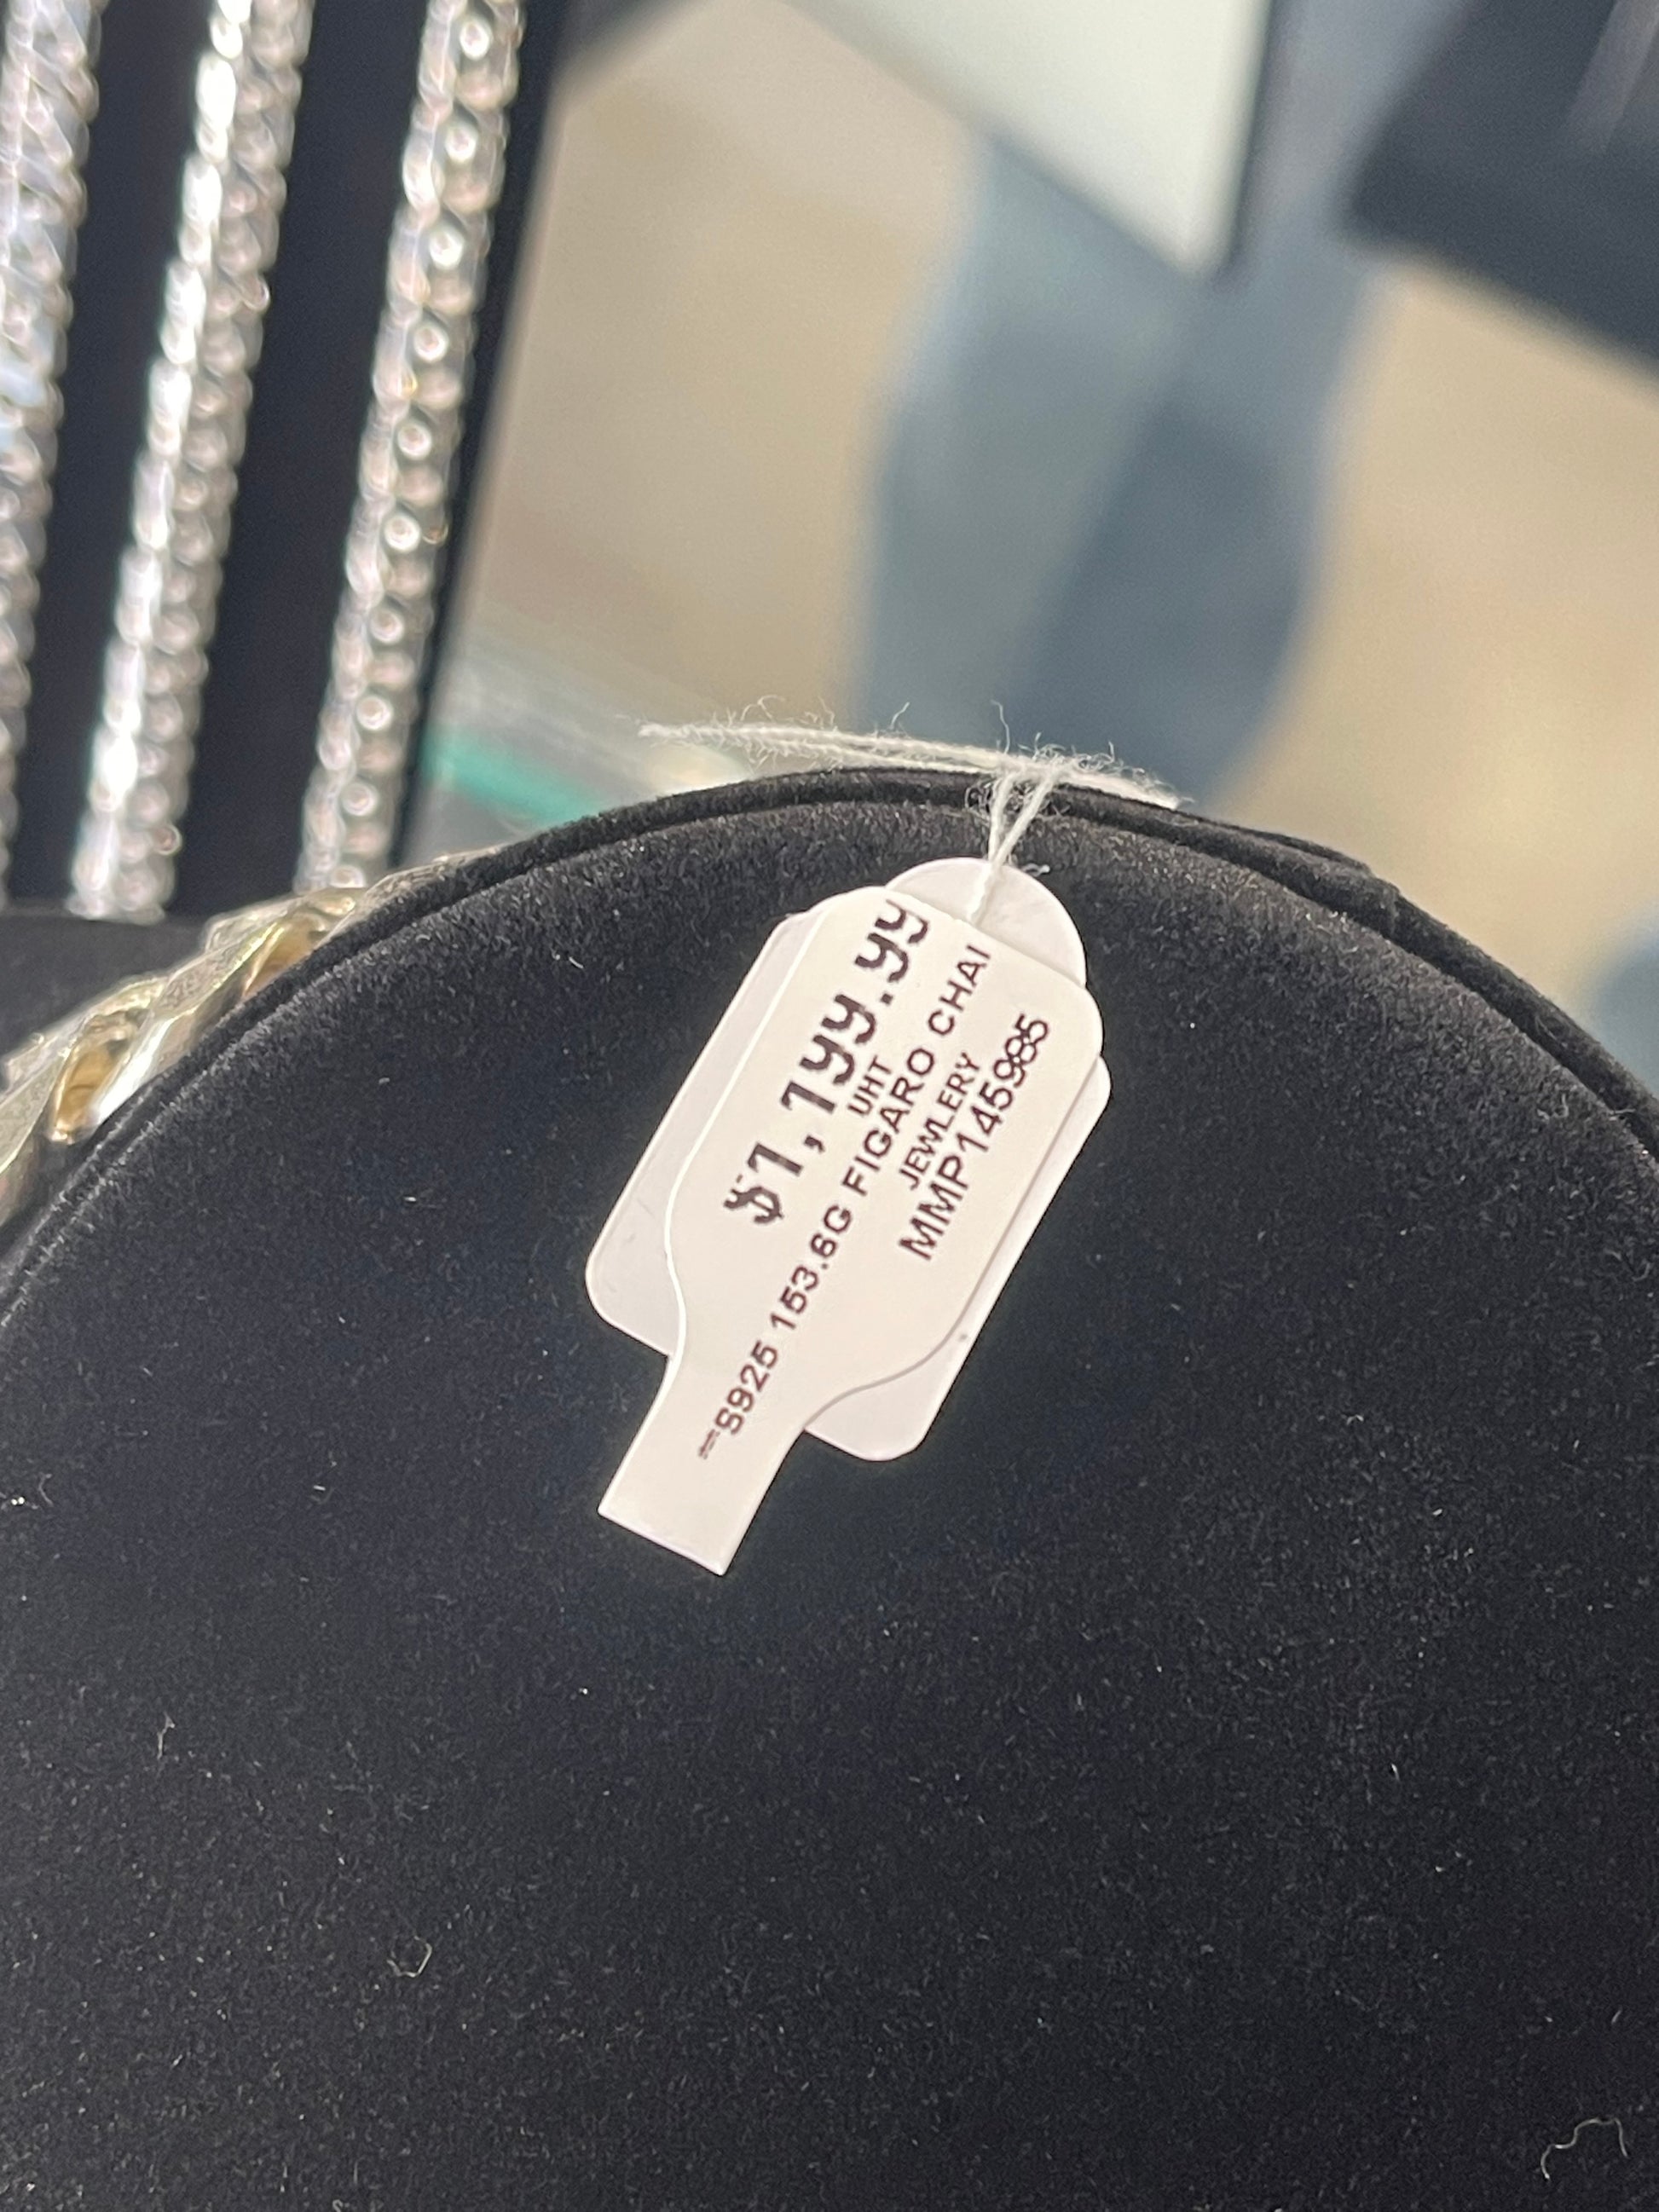 $1,199.99
UHT
S925 153.6G FIGARO CHAI
JEWLERY
MMP145985